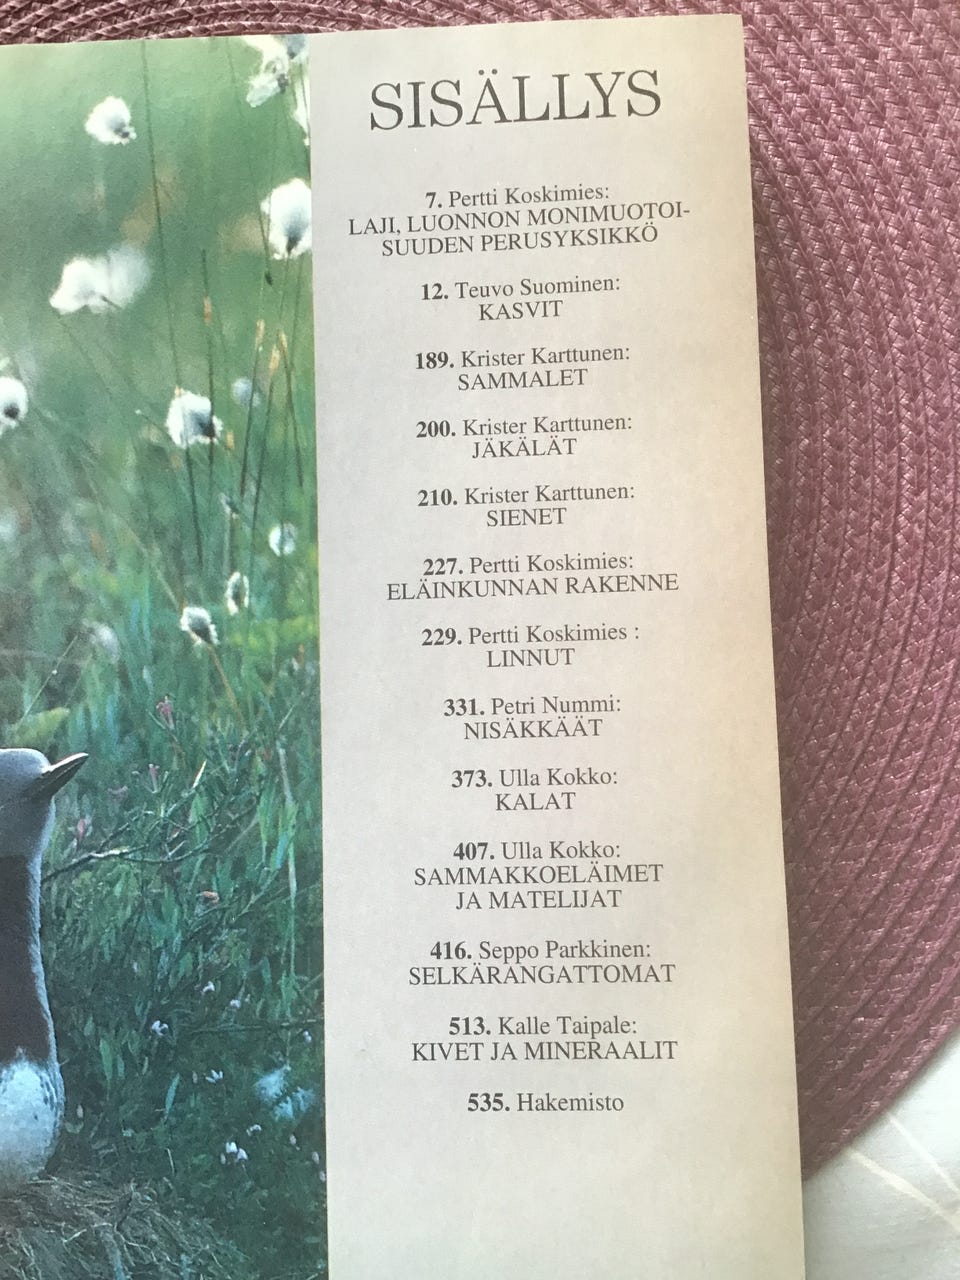 SISÄLLYS
7. Pertti Koskimies:
LAJI, LUONNON MONIMUOTOI-
SUUDEN PERUSYKSIKKÖ
12. Teuvo Suominen:
KASVIT
189. Krister Karttunen:
SAMMALET
200. Krister Karttunen:
JÄKÄLÄT
210. Krister Karttunen:
SIENET
227. Pertti Koskimies:
ELÄINKUNNAN RAKENNE
229. Pertti Koskimies :
LINNUT
331. Petri Nummi:
NISÄKKÄÄT
373. Ulla Kokko:
KALAT
407. Ulla Kokko:
SAMMAKKOELÄIMET
JA MATELIJAT
416. Seppo Parkkinen:
SELKÄRANGATTOMAT
513. Kalle Taipale:
KIVET JA MINERAALIT
535. Hakemisto